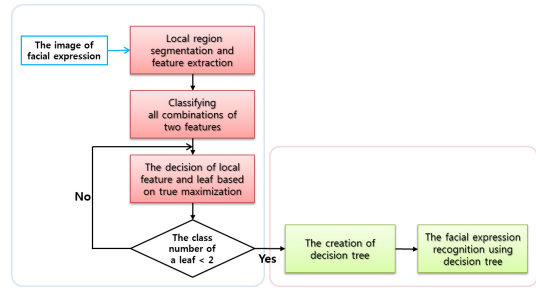 The image of
facial expression
Local region
segmentation and
feature extraction
Classifying
all combinations of
two features
The decision of local
feature and leaf based
on true maximization
No
The class
number of
a leaf < 2
Yes
The creation of
decision tree
The facial expression
recognition using
decision tree